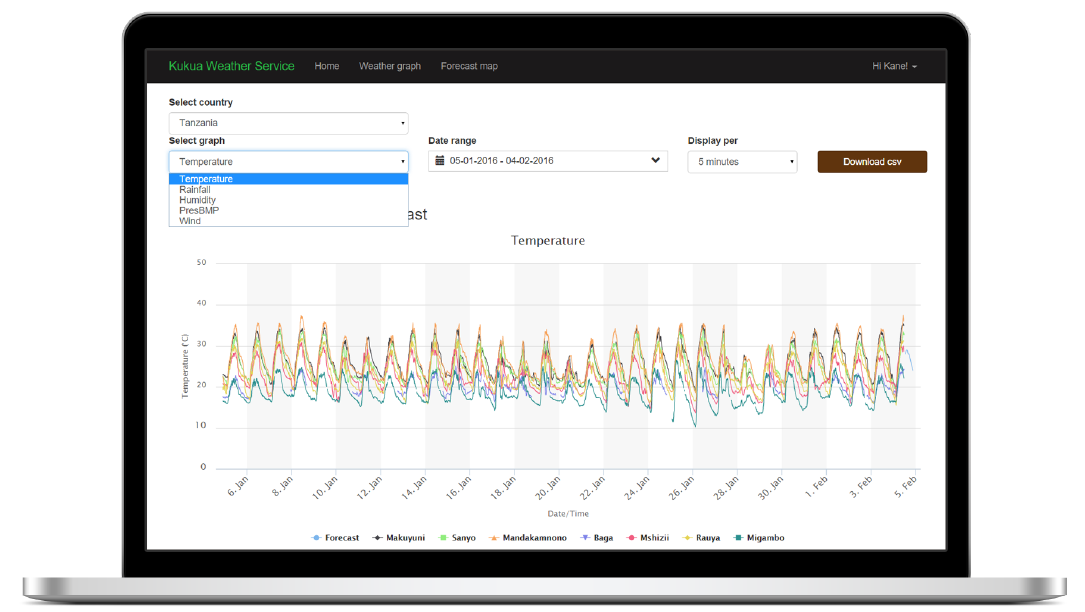 Kukua Weather Service Home Weather graph Forecast map Hi Kane!
Select country
Tanzania
Select graph Date range Display per
Temperature 05-01-2016 - 04-02-2016 5 minutes Download csv
Temperature
Rainfall
Humidity
PresBMP
Wind
ast
Temperature
50
40
30
20
10
0
Temperature (°C)
6. Jan 8. Jan 10. Jan 12. Jan 14. Jan 16. Jan 18. Jan 20. Jan 22. Jan 24. Jan 26. Jan 28. Jan 30. Jan 1. Feb 3. Feb 5. Feb
Date/Time
Forecast Makuyuni Sanyo Mandakamnono Baga Mshizii Rauya Migambo